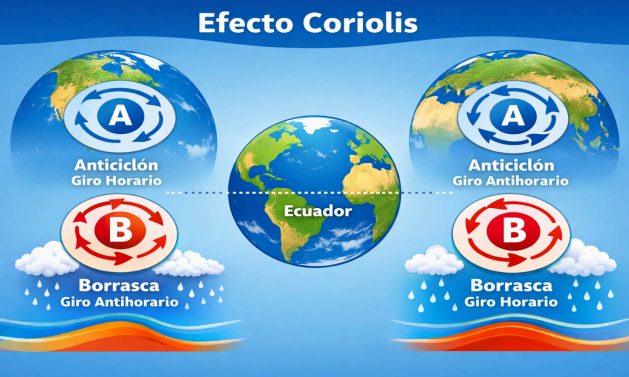 Efecto Coriolis
A
Anticiclón
Giro Horario
B
Borrasca
Giro Antihorario
Ecuador
A
Anticiclón
Giro Antihorario
B
Borrasca
Giro Horario